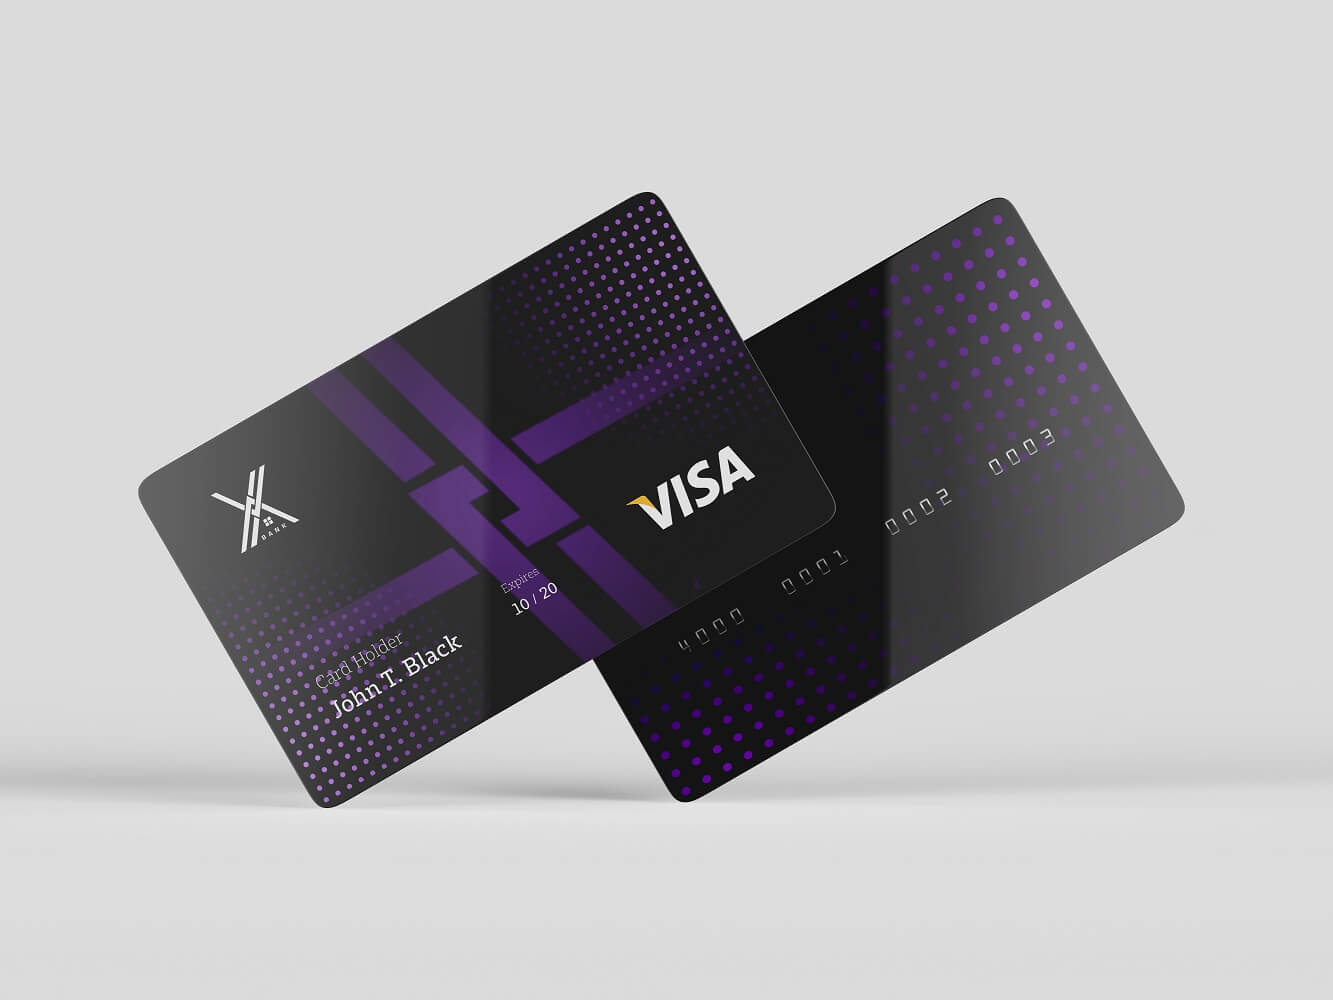 BANK
VISA
Expires
10 / 20
Card Holder
John T. Black
4000 0001 0002 0003